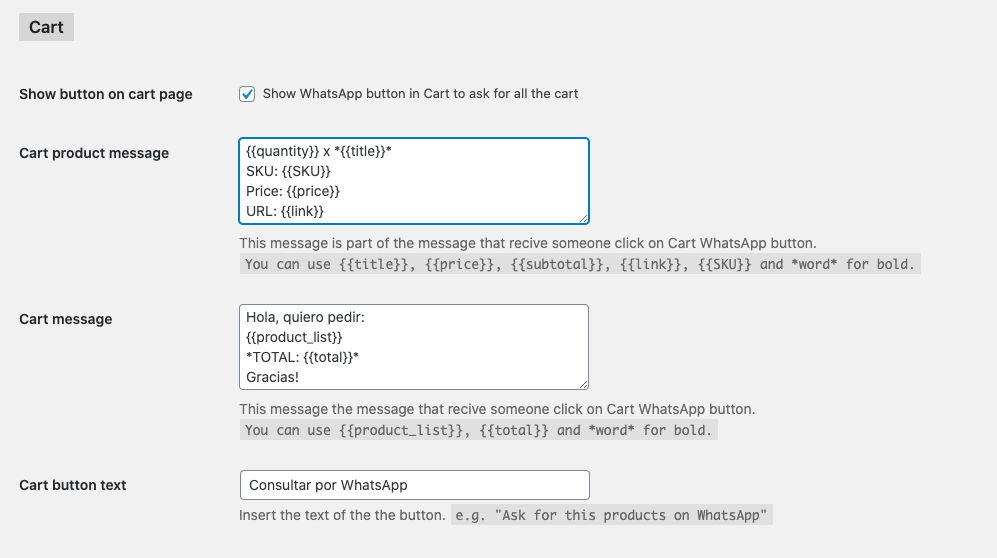 Cart
Show button on cart page
Show WhatsApp button in Cart to ask for all the cart
Cart product message
{{quantity}} x *{{title}}*
SKU: {{SKU}}
Price: {{price}}
URL: {{link}}
This message is part of the message that recive someone click on Cart WhatsApp button.
You can use {{title}}, {{price}}, {{subtotal}}, {{link}}, {{SKU}} and *word* for bold.
Cart message
Hola, quiero pedir:
{{product_list}}
*TOTAL: {{total}}*
Gracias!
This message the message that recive someone click on Cart WhatsApp button.
You can use {{product_list}}, {{total}} and *word* for bold.
Cart button text
Consultar por WhatsApp
Insert the text of the the button. e.g. "Ask for this products on WhatsApp"